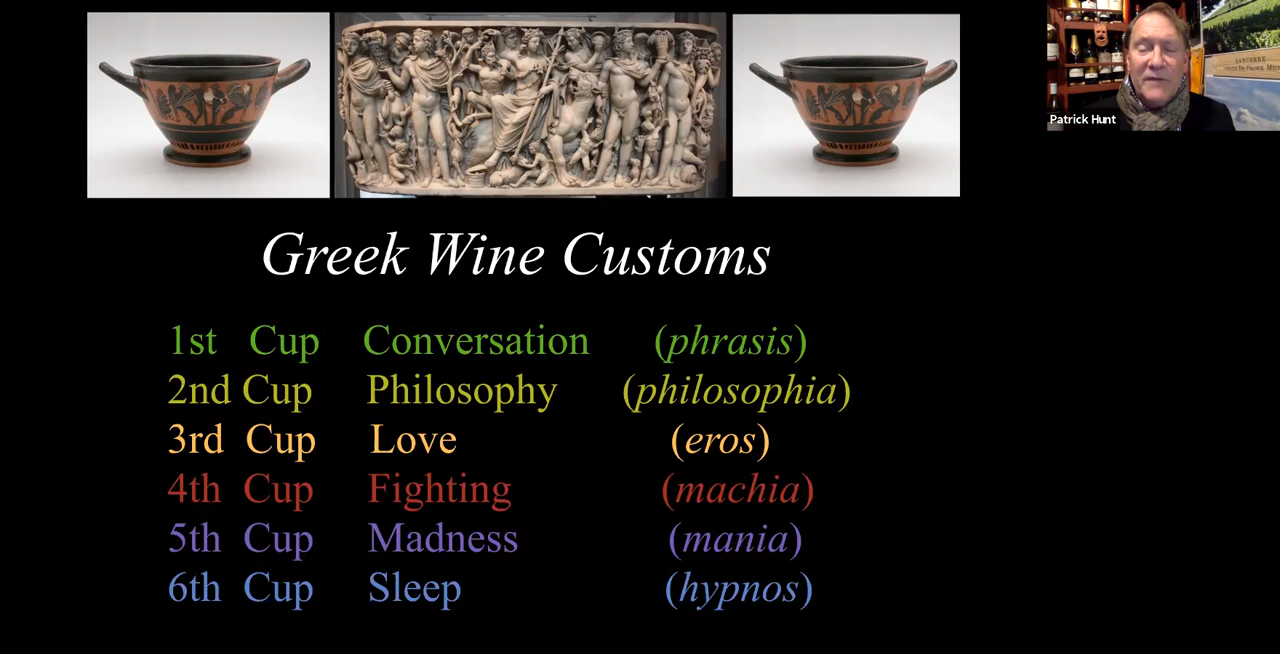 SANCERRE
Patrick Hunt
Greek Wine Customs
1st Cup Conversation (phrasis)
2nd Cup Philosophy (philosophia)
3rd Cup Love (eros)
4th Cup Fighting (machia)
5th Cup Madness (mania)
6th Cup Sleep (hypnos)